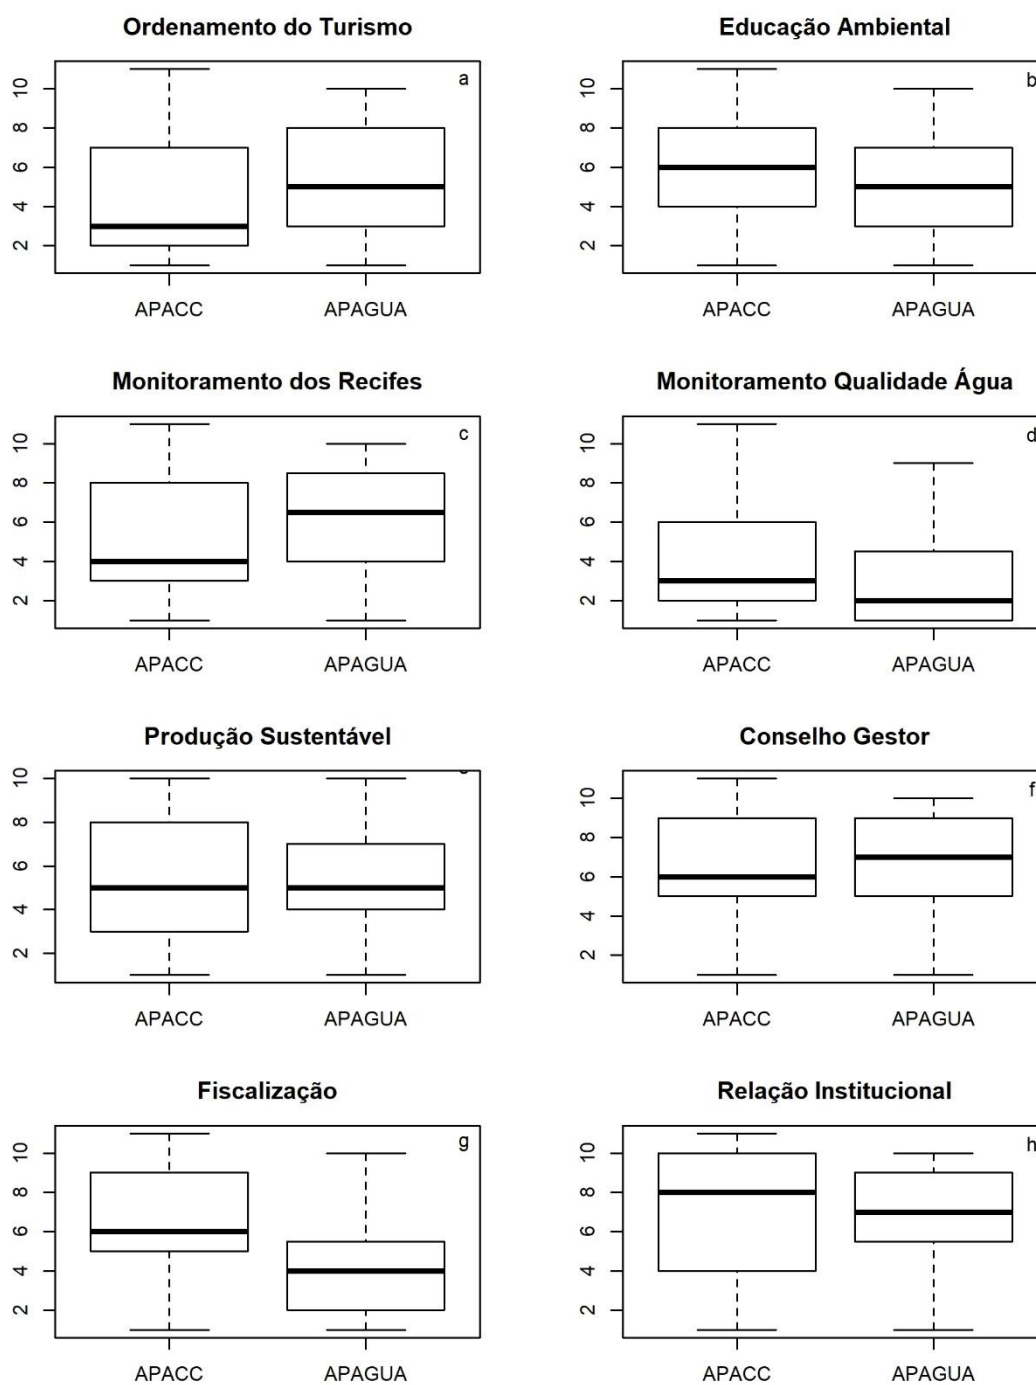 Ordenamento do Turismo
a
10
8
6
4
2
APACC APAGUA
Educação Ambiental
b
10
8
6
4
2
APACC APAGUA
Monitoramento dos Recifes
c
10
8
6
4
2
APACC APAGUA
Monitoramento Qualidade Água
d
10
8
6
4
2
APACC APAGUA
Produção Sustentável
10
8
6
4
2
APACC APAGUA
Conselho Gestor
f
10
8
6
4
2
APACC APAGUA
Fiscalização
g
10
8
6
4
2
APACC APAGUA
Relação Institucional
h
10
8
6
4
2
APACC APAGUA